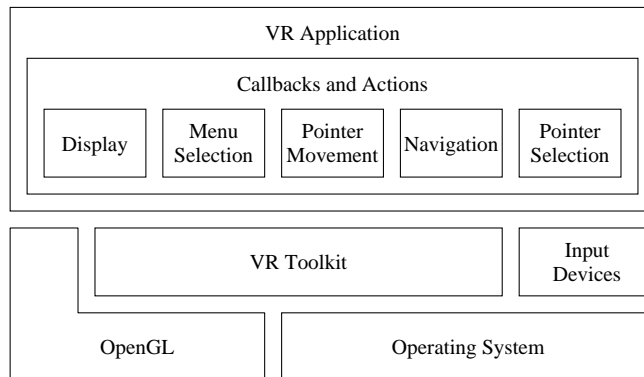 VR Application
Callbacks and Actions
Display
Menu
Selection
Pointer
Movement
Navigation
Pointer
Selection
VR Toolkit
Input
Devices
OpenGL
Operating System